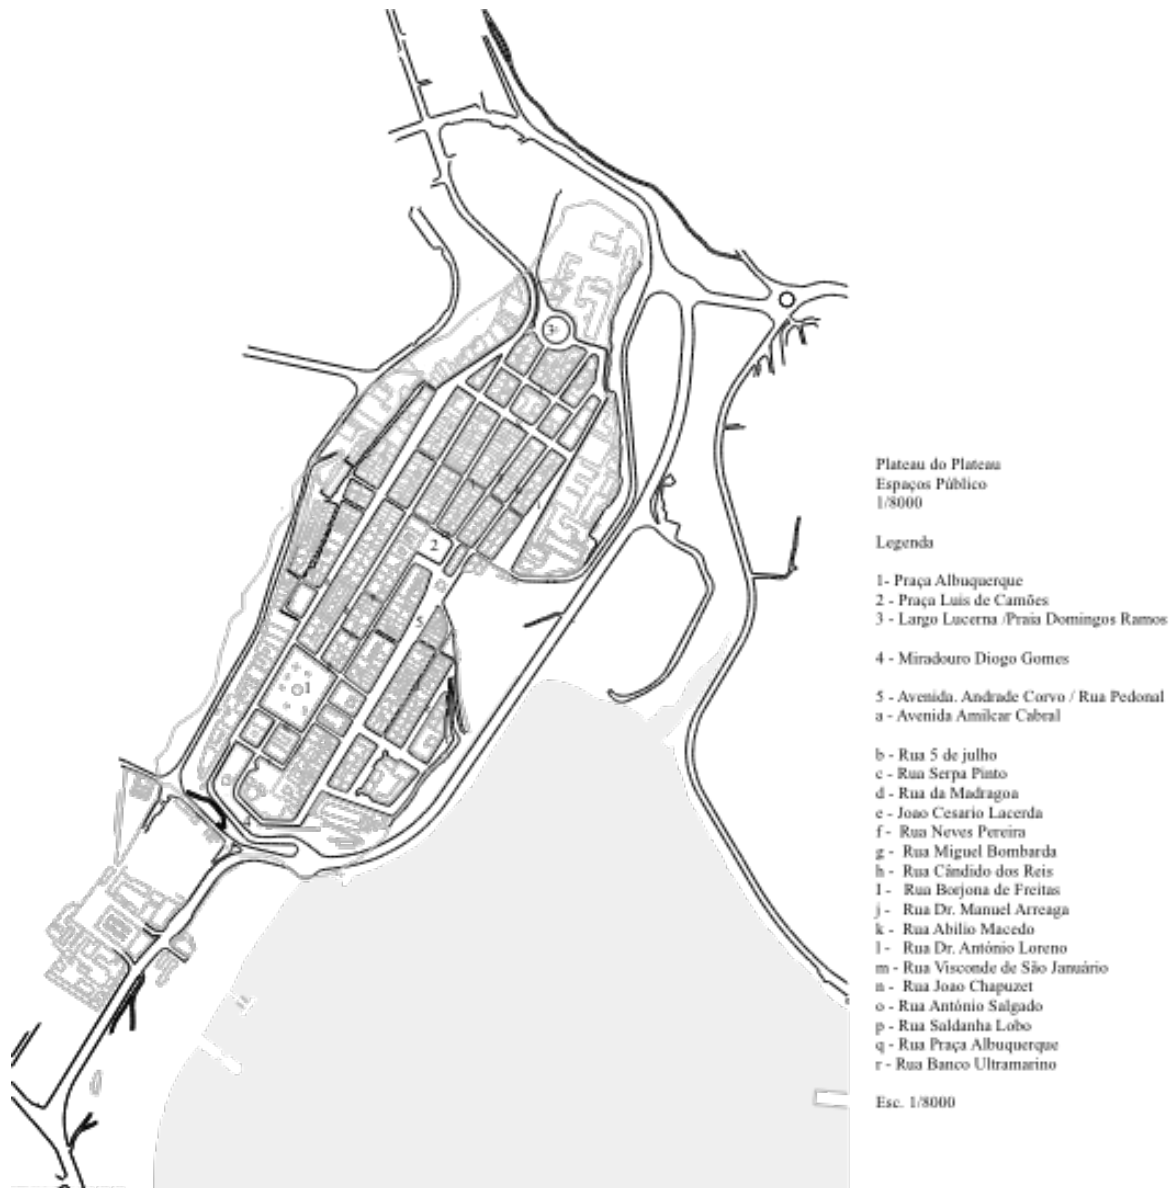 3
2
1
5
1
4
Plateau do Plateau
Espaços Público
1/8000
Legenda
1- Praça Albuquerque
2 - Praça Luís de Camões
3 - Largo Lucerna /Praia Domingos Ramos
4 - Miradouro Diogo Gomes
5 - Avenida. Andrade Corvo / Rua Pedonal
a - Avenida Amilcar Cabral
b - Rua 5 de julho
c - Rua Serpa Pinto
d - Rua da Madragoa
e - Joao Cesario Lacerda
f - Rua Neves Pereira
g - Rua Miguel Bombarda
h - Rua Cândido dos Reis
I - Rua Borjona de Freitas
j - Rua Dr. Manuel Arreaga
k - Rua Abilio Macedo
l - Rua Dr. António Loreno
m - Rua Visconde de São Januário
n - Rua Joao Chapuzet
o - Rua António Salgado
p - Rua Saldanha Lobo
q - Rua Praça Albuquerque
r - Rua Banco Ultramarino
Esc. 1/8000